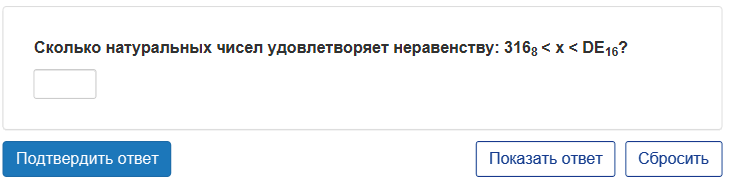 Сколько натуральных чисел удовлетворяет неравенству: 316₈ < x < DE₁₆?
Подтвердить ответ
Показать ответ
Сбросить